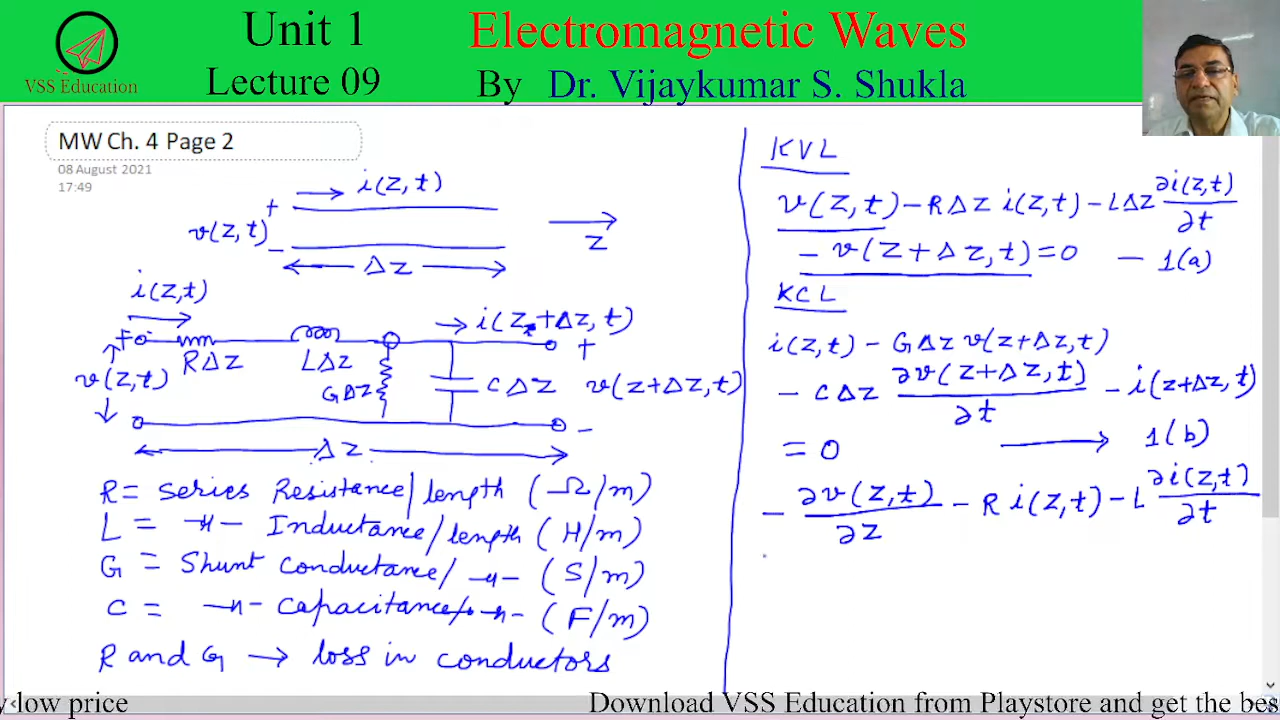 VSS Education
Unit 1
Lecture 09
Electromagnetic Waves
By Dr. Vijaykumar S. Shukla
MW Ch. 4 Page 2
08 August 2021
17:49
i(z,t)
+
v(z,t)
-
z
Δz
i(z,t)
i(z+Δz,t)
+
RΔz
LΔz
GΔz
CΔz
+
v(z,t)
v(z+Δz,t)
-
Δz
R = Series Resistance/length (Ω/m)
L = -〃- Inductance/length (H/m)
G = Shunt conductance/-〃- (S/m)
C = -〃- capacitance/-〃- (F/m)
R and G → loss in conductors
KVL
v(z,t) - RΔz i(z,t) - LΔz ∂i(z,t)/∂t
- v(z+Δz,t) = 0 - 1(a)
KCL
i(z,t) - GΔz v(z+Δz,t)
- CΔz ∂v(z+Δz,t)/∂t - i(z+Δz,t)
= 0 → 1(b)
- ∂v(z,t)/∂z - R i(z,t) - L ∂i(z,t)/∂t
y low price
Download VSS Education from Playstore and get the bes